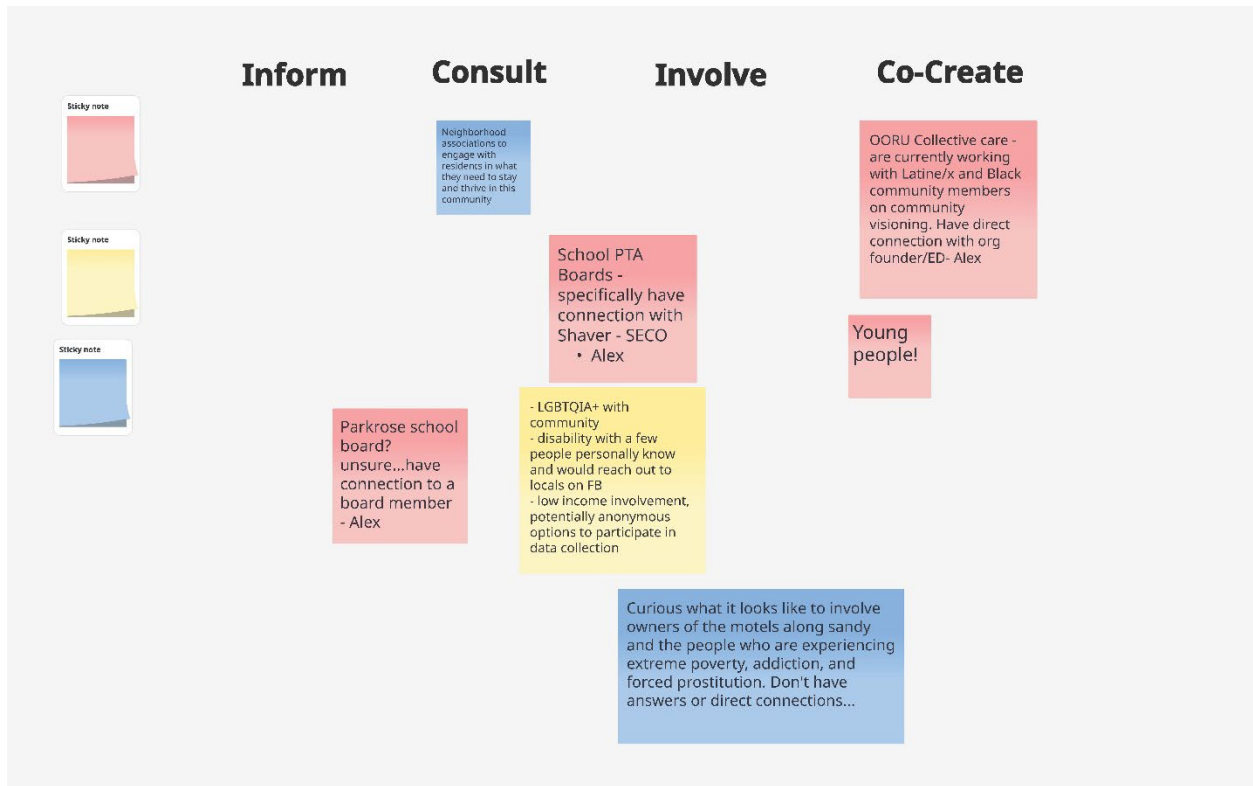 Inform
Consult
Involve
Co-Create
Sticky note
Sticky note
Sticky note
Neighborhood
associations to
engage with
residents in what
they need to stay
and thrive in this
community
OORU Collective care -
are currently working
with Latine/x and Black
community members
on community
visioning. Have direct
connection with org
founder/ED- Alex
School PTA
Boards -
specifically have
connection with
Shaver - SECO
• Alex
Young
people!
Parkrose school
board?
unsure...have
connection to a
board member
- Alex
- LGBTQIA+ with
community
- disability with a few
people personally know
and would reach out to
locals on FB
- low income involvement,
potentially anonymous
options to participate in
data collection
Curious what it looks like to involve
owners of the motels along sandy
and the people who are experiencing
extreme poverty, addiction, and
forced prostitution. Don't have
answers or direct connections...